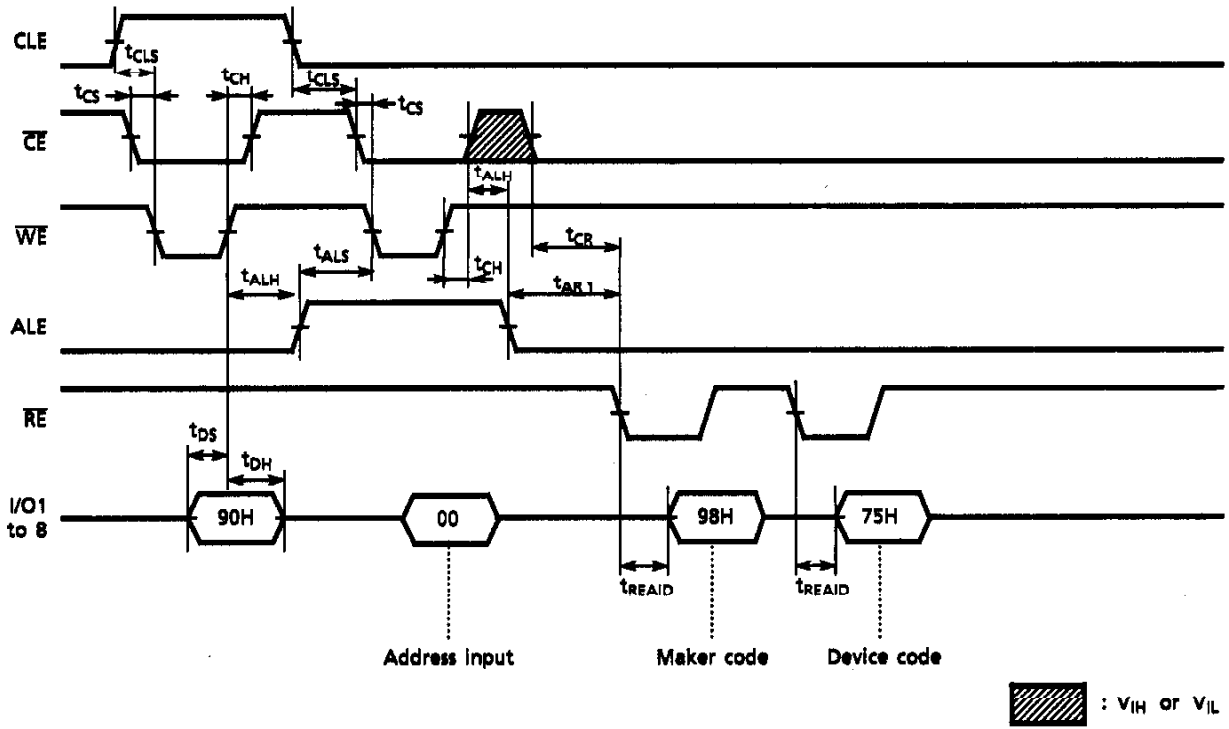 CLE
tCLS
tCH
tCLS
tCS
tCS
CE
tALH
WE
tCR
tALS
tCH
tALH
tAR1
ALE
RE
tDS
tDH
I/O1
to 8
90H
00
98H
75H
tREAID
tREAID
Address input
Maker code
Device code
: VIH or VIL